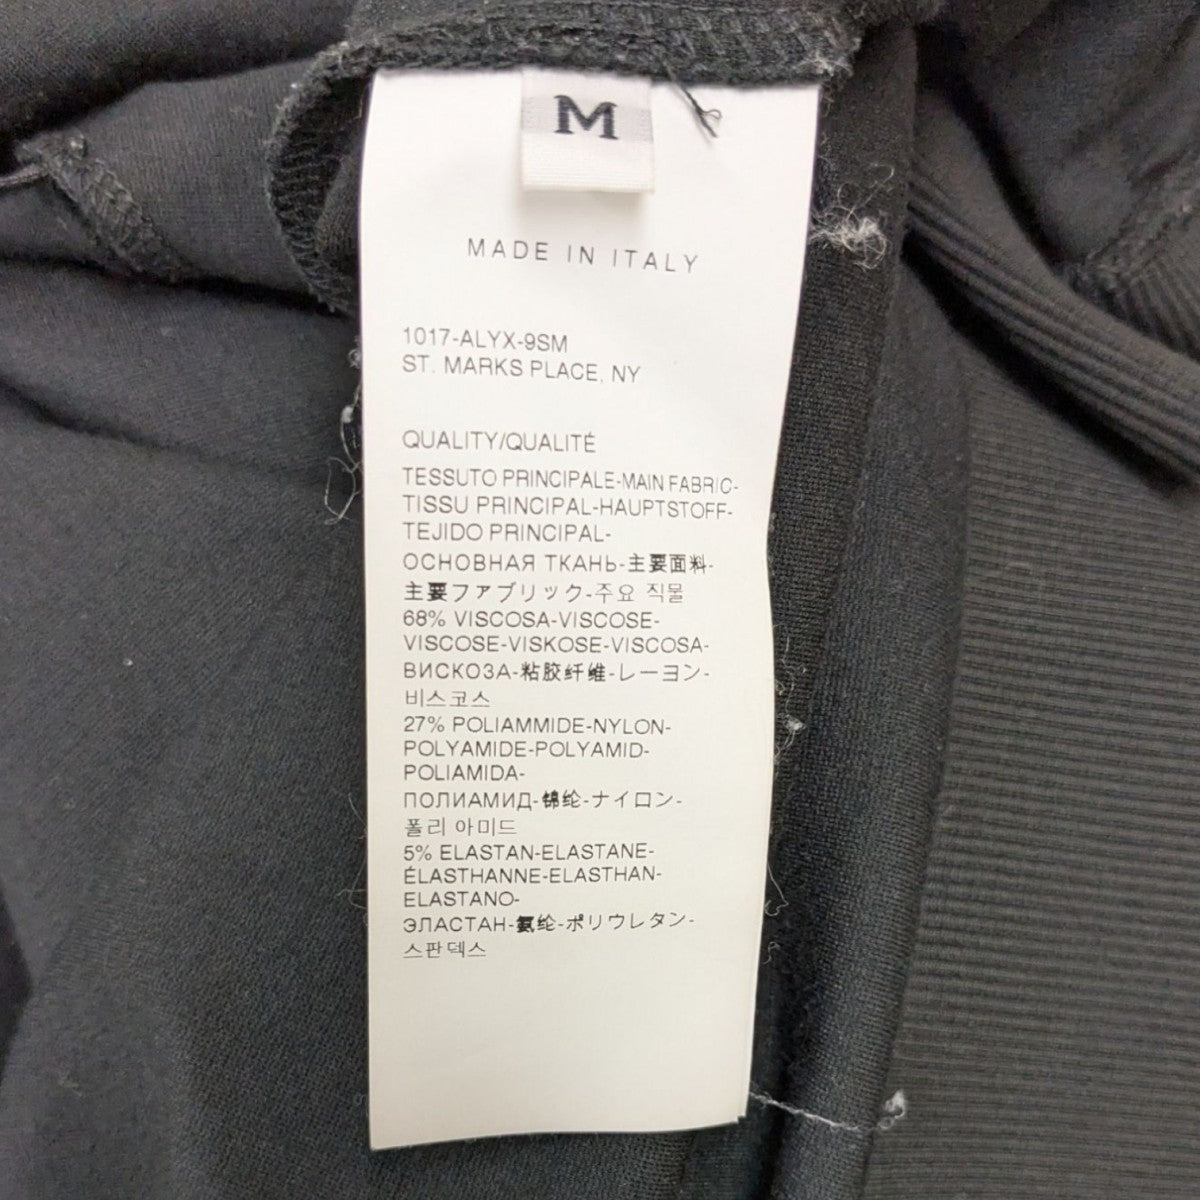 M
MADE IN ITALY
1017-ALYX-9SM
ST. MARKS PLACE, NY
QUALITY/QUALITÉ
TESSUTO PRINCIPALE-MAIN FABRIC-
TISSU PRINCIPAL-HAUPTSTOFF-
TEJIDO PRINCIPAL-
ОСНОВНАЯ ТКАНЬ-主要面料-
主要ファブリック-주요 직물
68% VISCOSA-VISCOSE-
VISCOSE-VISKOSE-VISCOSA-
ВИСКОЗА-粘胶纤维-レーヨン-
비스코스
27% POLIAMMIDE-NYLON-
POLYAMIDE-POLYAMID-
POLIAMIDA-
ПОЛИАМИД-锦纶-ナイロン-
폴리 아미드
5% ELASTAN-ELASTANE-
ÉLASTHANNE-ELASTHAN-
ELASTANO-
ЭЛАСТАН-氨纶-ポリウレタン-
스판덱스